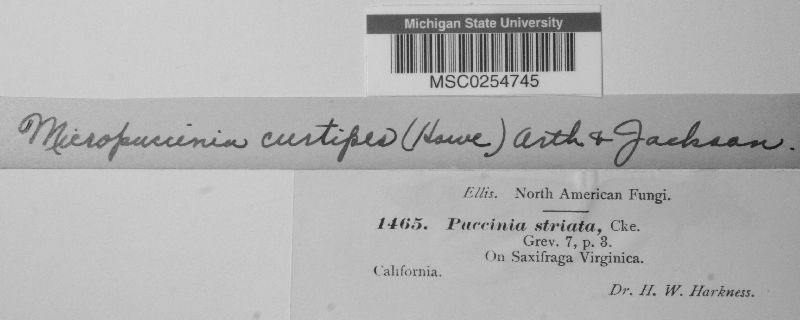 Michigan State University
MSC0254745
Micropuccinia curtipes (Howe) Arth & Jackson.
Ellis. North American Fungi.
1465. Puccinia striata, Cke.
Grev. 7, p. 3.
On Saxifraga Virginica.
California.
Dr. H. W. Harkness.